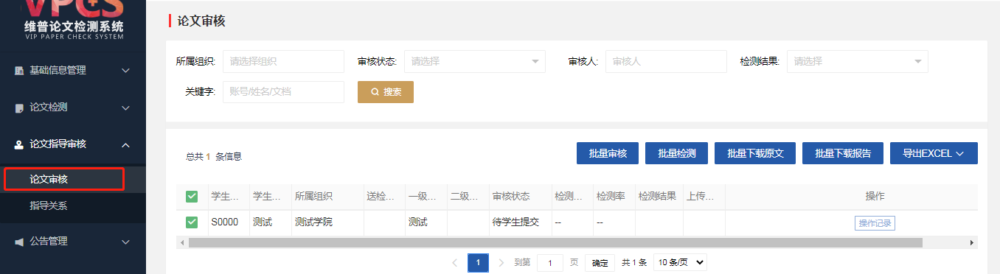 VPCS
维普论文检测系统
VIP PAPER CHECK SYSTEM
基础信息管理
论文检测
论文指导审核
论文审核
指导关系
公告管理
论文审核
所属组织: 请选择组织 审核状态: 请选择 审核人: 审核人 检测结果: 请选择
关键字: 账号/姓名/文档 搜索
总共 1 条信息 批量审核 批量检测 批量下载原文 批量下载报告 导出EXCEL
学生... 学生... 所属组织 送检... 一级... 二级... 审核状态 检测... 检测率 检测结果 上传... 操作
S0000 测试 测试学院 测试 待学生提交 -- -- 操作记录
1 到第 1 页 确定 共 1 条 10 条/页